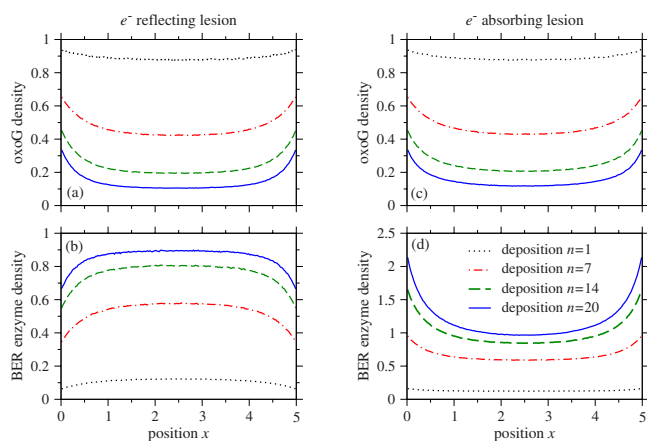 e⁻ reflecting lesion
e⁻ absorbing lesion
1
0.8
0.6
0.4
0.2
0
oxoG density
(a)
1
0.8
0.6
0.4
0.2
0
oxoG density
(c)
1
0.8
0.6
0.4
0.2
0
BER enzyme density
(b)
0 1 2 3 4 5
position x
2.5
2
1.5
1
0.5
0
BER enzyme density
(d)
deposition n=1
deposition n=7
deposition n=14
deposition n=20
0 1 2 3 4 5
position x